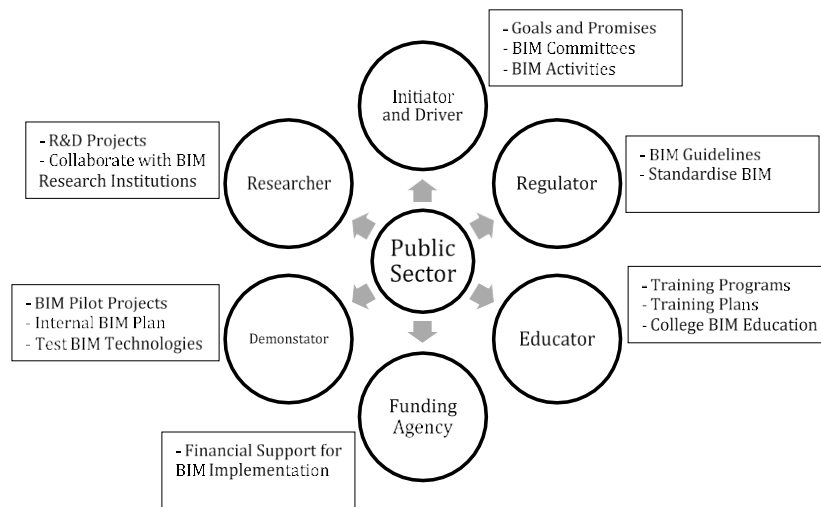 - Goals and Promises
- BIM Committees
- BIM Activities
Initiator
and Driver
- R&D Projects
- Collaborate with BIM
Research Institutions
Researcher
Regulator
- BIM Guidelines
- Standardise BIM
Public
Sector
- BIM Pilot Projects
- Internal BIM Plan
- Test BIM Technologies
Demonstator
Educator
- Training Programs
- Training Plans
- College BIM Education
Funding
Agency
- Financial Support for
BIM Implementation